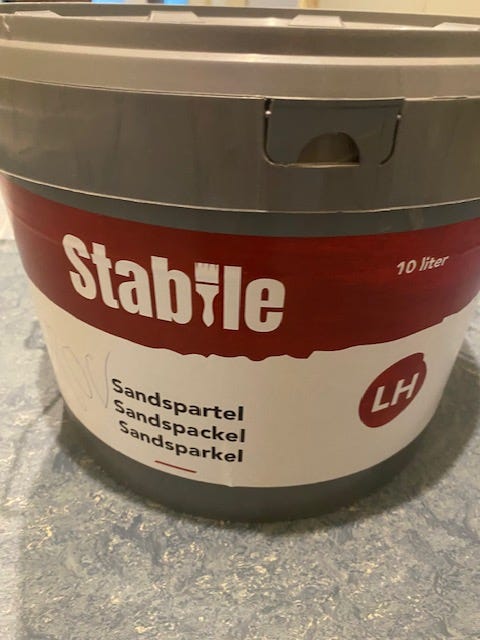 Stabile
10 liter
LH
Sandspartel
Sandspackel
Sandsparkel